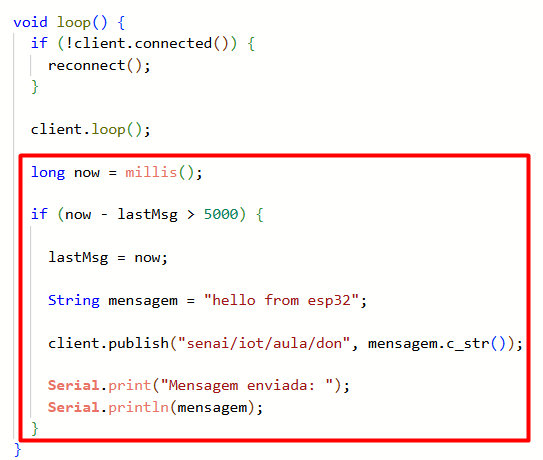 void loop() {
if (!client.connected()) {
reconnect();
}
client.loop();
long now = millis();
if (now - lastMsg > 5000) {
lastMsg = now;
String mensagem = "hello from esp32";
client.publish("senai/iot/aula/don", mensagem.c_str());
Serial.print("Mensagem enviada: ");
Serial.println(mensagem);
}
}